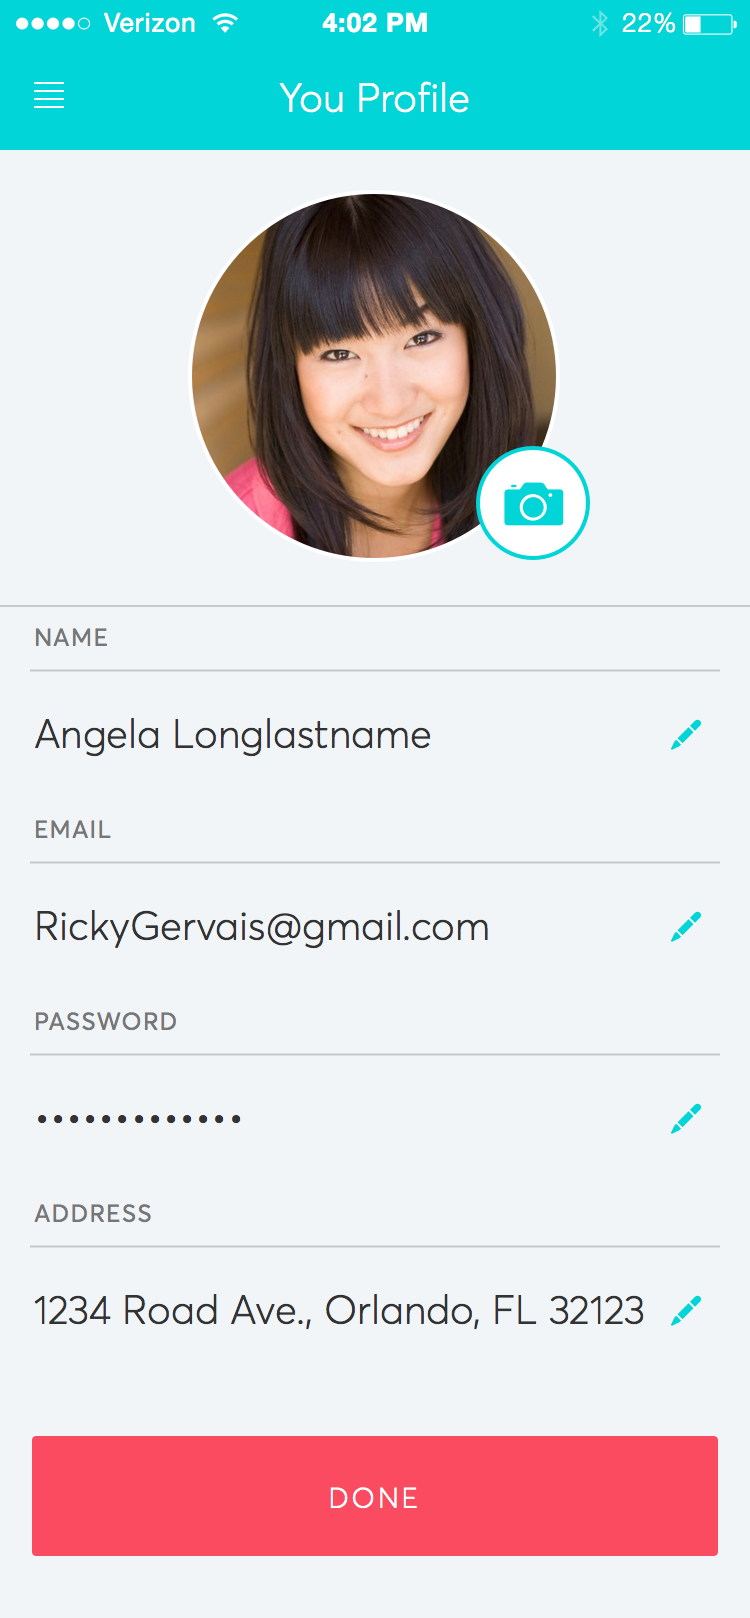 Verizon 4:02 PM 22%
You Profile
NAME
Angela Longlastname
EMAIL
RickyGervais@gmail.com
PASSWORD
•••••••••••••
ADDRESS
1234 Road Ave., Orlando, FL 32123
DONE